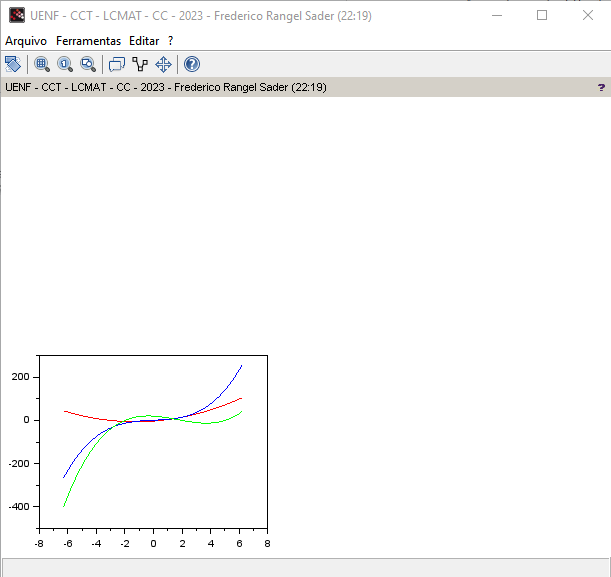 UENF - CCT - LCMAT - CC - 2023 - Frederico Rangel Sader (22:19)
Arquivo Ferramentas Editar ?
UENF - CCT - LCMAT - CC - 2023 - Frederico Rangel Sader (22:19) ?
200
0
-200
-400
-8 -6 -4 -2 0 2 4 6 8